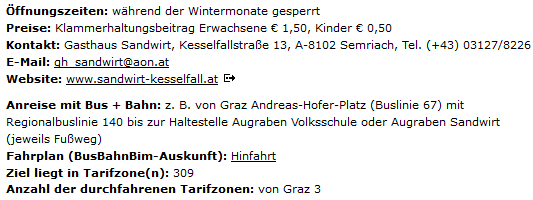 Öffnungszeiten: während der Wintermonate gesperrt
Preise: Klammerhaltungsbeitrag Erwachsene € 1,50, Kinder € 0,50
Kontakt: Gasthaus Sandwirt, Kesselfallstraße 13, A-8102 Semriach, Tel. (+43) 03127/8226
E-Mail: gh_sandwirt@aon.at
Website: www.sandwirt-kesselfall.at
Anreise mit Bus + Bahn: z. B. von Graz Andreas-Hofer-Platz (Buslinie 67) mit
Regionalbuslinie 140 bis zur Haltestelle Augraben Volksschule oder Augraben Sandwirt
(jeweils Fußweg)
Fahrplan (BusBahnBim-Auskunft): Hinfahrt
Ziel liegt in Tarifzone(n): 309
Anzahl der durchfahrenen Tarifzonen: von Graz 3